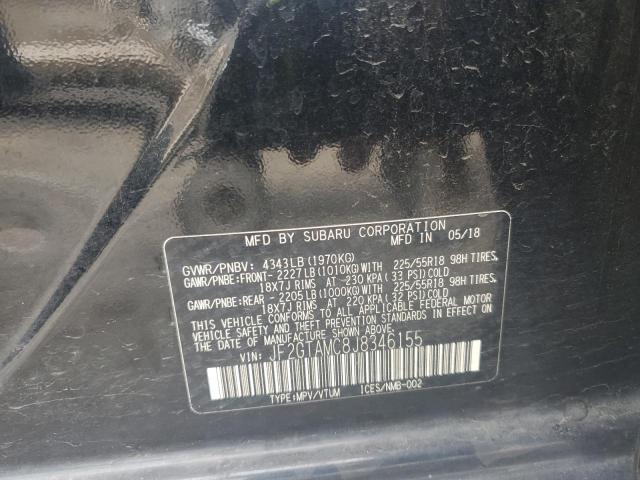 MFD BY SUBARU CORPORATION
MFD. IN 05/18
GVWR/PNBV: 4343LB (1970KG)
GAWR/PNBE:FRONT- 2227LB(1010KG)WITH 225/55R18 98H TIRES,
18X7J RIMS AT 230 KPA (33 PSI) COLD
GAWR/PNBE:REAR - 2205LB(1000KG)WITH 225/55R18 98H TIRES,
18X7J RIMS AT 220 KPA (32 PSI) COLD
THIS VEHICLE CONFORMS TO ALL APPLICABLE FEDERAL MOTOR
VEHICLE SAFETY AND THEFT PREVENTION STANDARDS IN EFFECT
ON THE DATE OF MANUFACTURE SHOWN ABOVE.
VIN: JF2GTAMC8J8346155
TYPE:MPV/VTUM ICES/NMB-002